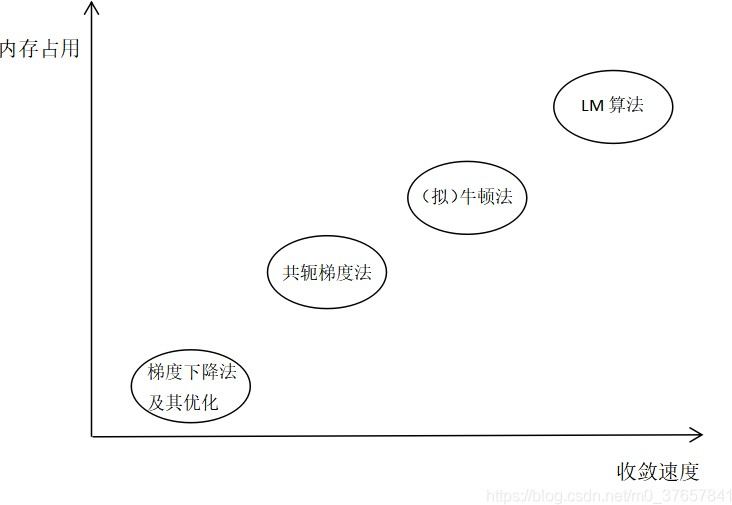 内存占用
LM 算法
（拟）牛顿法
共轭梯度法
梯度下降法
及其优化
收敛速度
https://blog.csdn.net/m0_37657841